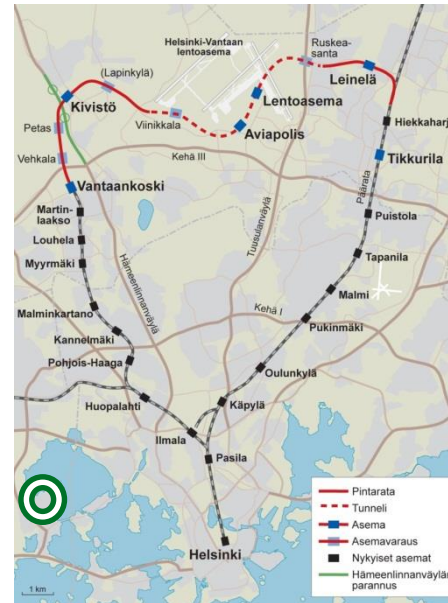 Helsinki-Vantaan
lentoasema
Ruskea-
santa
(Lapinkylä)
Leinelä
Kivistö
Lentoasema
Petas
Viinikkala
Aviapolis
Hiekkaharj
Vehkala
Kehä III
Tikkurila
Vantaankoski
Päärata
Martin-
laakso
Tuusulanväylä
Puistola
Louhela
Hämeenlinnanväylä
Tapanila
Myyrmäki
Malmi
Malminkartano
Kehä I
Pukinmäki
Kannelmäki
Pohjois-Haaga
Oulunkylä
Huopalahti
Käpylä
Ilmala
Pasila
Helsinki
Pintarata
Tunneli
Asema
Asemavaraus
Nykyiset asemat
Hämeenlinnanväylän
parannus
1 km